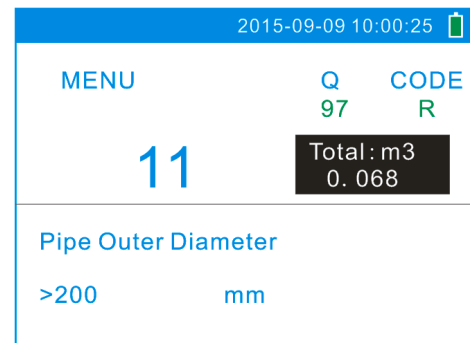 2015-09-09 10:00:25
MENU
Q
CODE
97
R
11
Total:m3
0.068
Pipe Outer Diameter
>200 mm